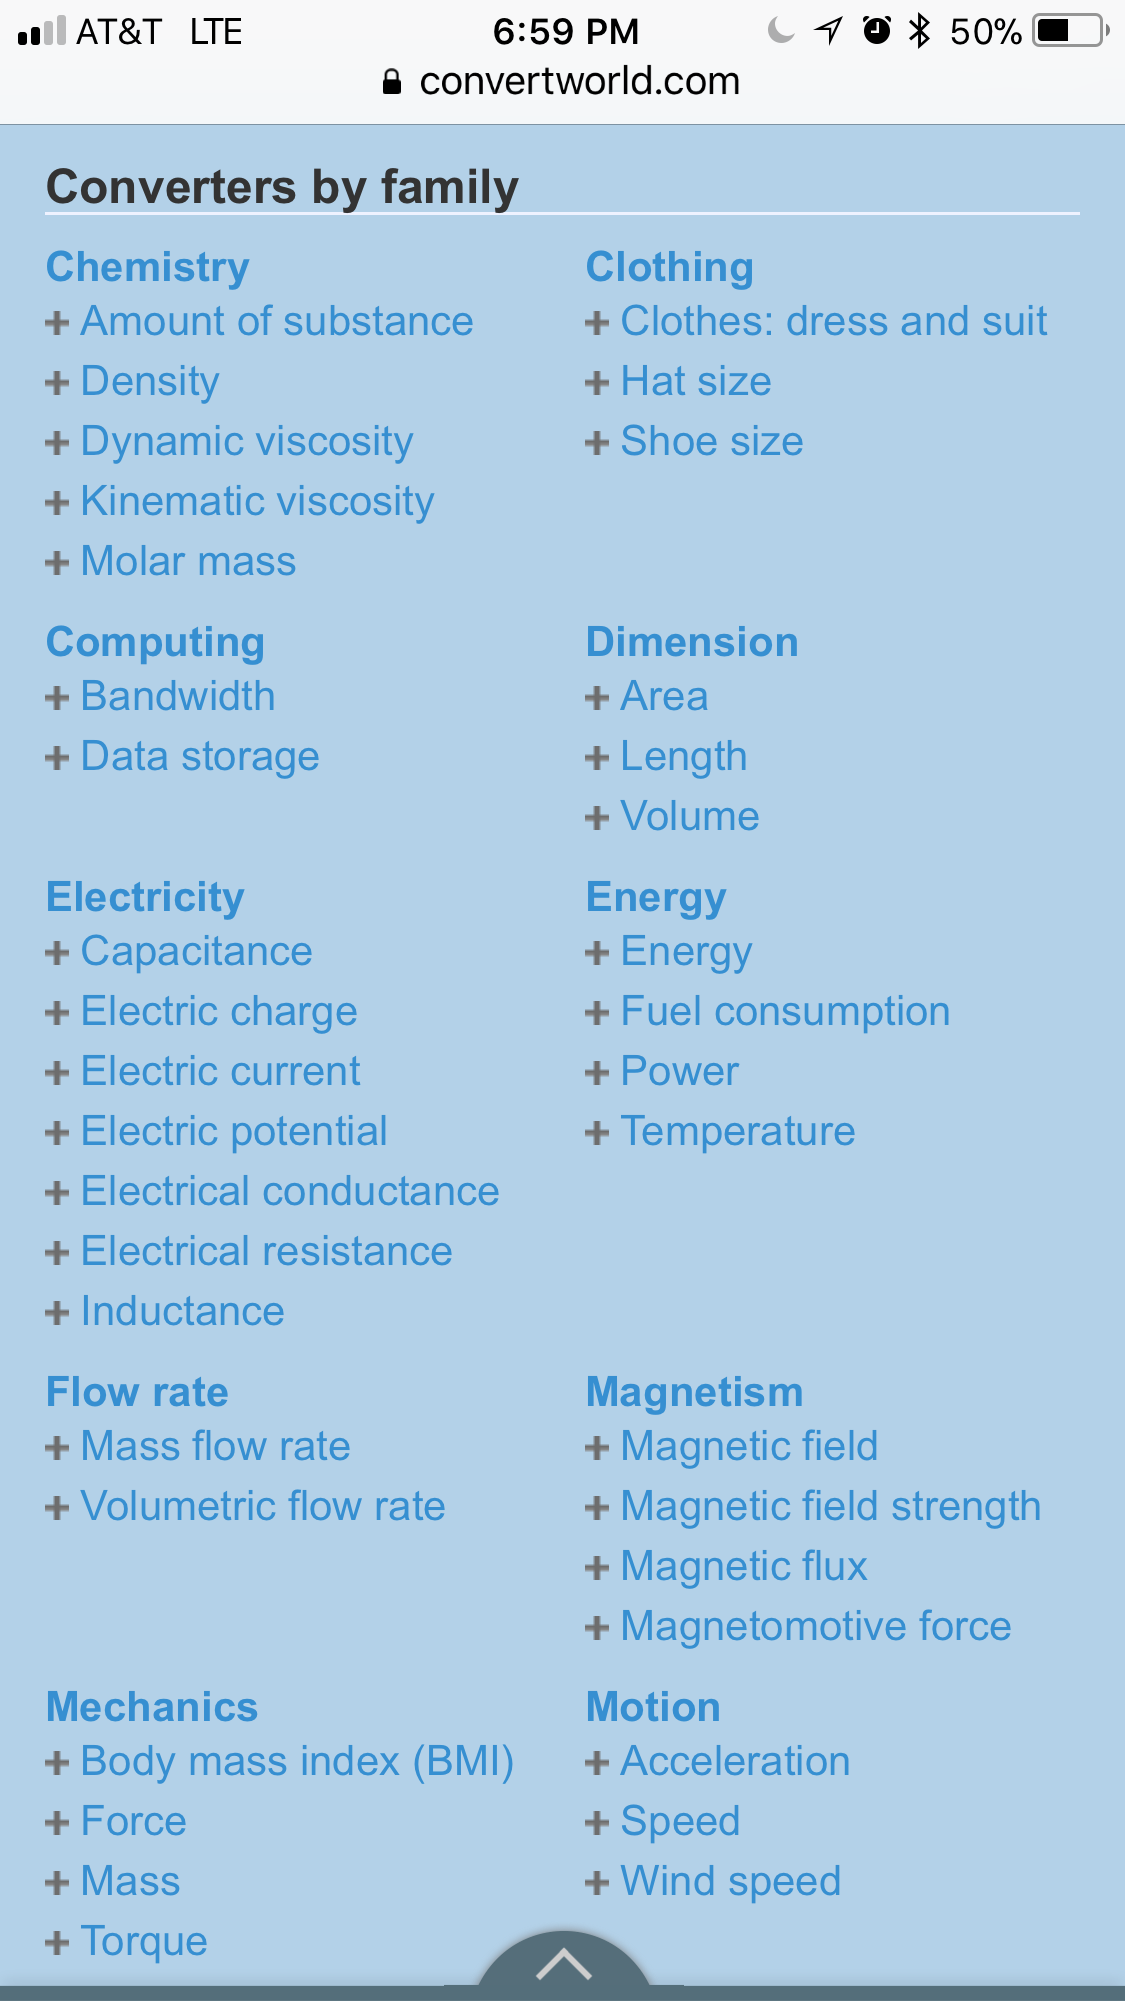 AT&T LTE 6:59 PM 50%
convertworld.com
Converters by family
Chemistry
Amount of substance
Density
Dynamic viscosity
Kinematic viscosity
Molar mass
Clothing
Clothes: dress and suit
Hat size
Shoe size
Computing
Bandwidth
Data storage
Dimension
Area
Length
Volume
Electricity
Capacitance
Electric charge
Electric current
Electric potential
Electrical conductance
Electrical resistance
Inductance
Energy
Energy
Fuel consumption
Power
Temperature
Flow rate
Mass flow rate
Volumetric flow rate
Magnetism
Magnetic field
Magnetic field strength
Magnetic flux
Magnetomotive force
Mechanics
Body mass index (BMI)
Force
Mass
Torque
Motion
Acceleration
Speed
Wind speed